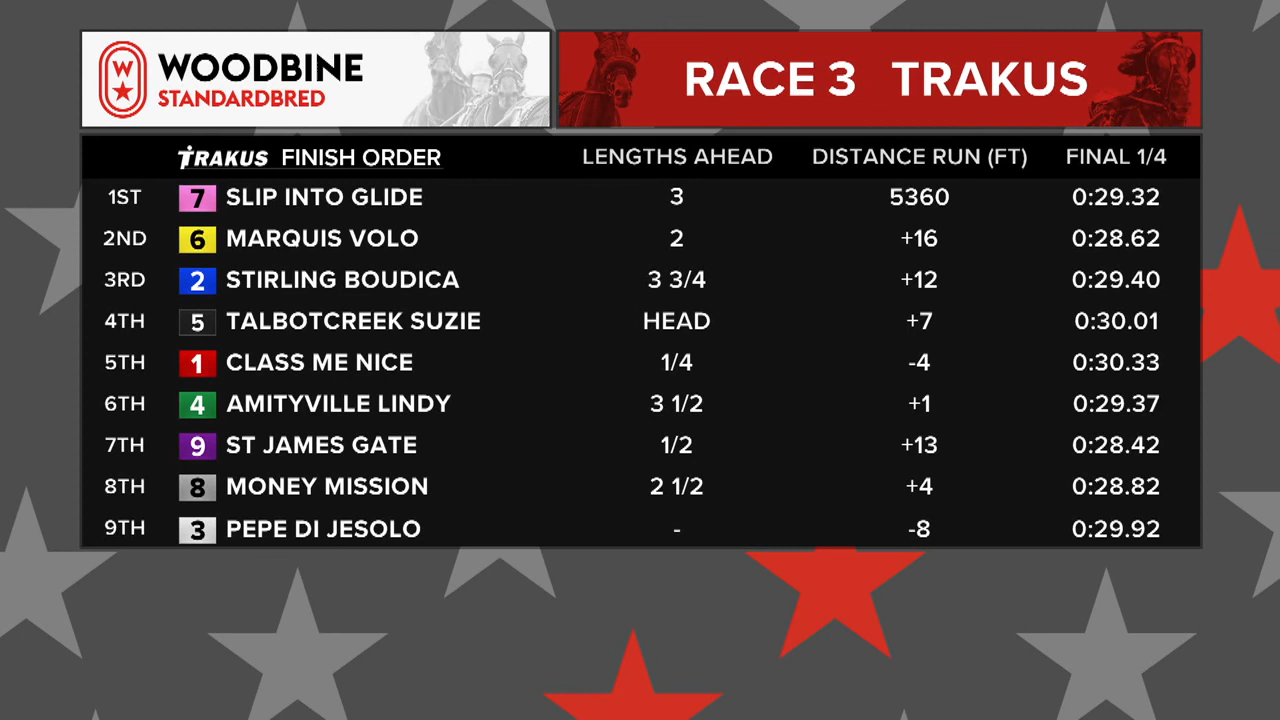 W
WOODBINE
STANDARDBRED
RACE 3 TRAKUS
TRAKUS FINISH ORDER LENGTHS AHEAD DISTANCE RUN (FT) FINAL 1/4
1ST 7 SLIP INTO GLIDE 3 5360 0:29.32
2ND 6 MARQUIS VOLO 2 +16 0:28.62
3RD 2 STIRLING BOUDICA 3 3/4 +12 0:29.40
4TH 5 TALBOTCREEK SUZIE HEAD +7 0:30.01
5TH 1 CLASS ME NICE 1/4 -4 0:30.33
6TH 4 AMITYVILLE LINDY 3 1/2 +1 0:29.37
7TH 9 ST JAMES GATE 1/2 +13 0:28.42
8TH 8 MONEY MISSION 2 1/2 +4 0:28.82
9TH 3 PEPE DI JESOLO - -8 0:29.92